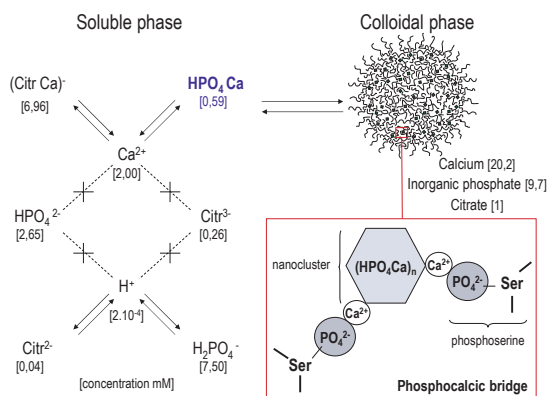 Soluble phase
Colloidal phase
(Citr Ca)-
[6,96]
HPO4 Ca
[0,59]
Ca2+
[2,00]
Calcium [20,2]
Inorganic phosphate [9,7]
Citrate [1]
HPO4 2-
[2,65]
Citr3-
[0,26]
H+
[2.10-4]
Citr2-
[0,04]
H2PO4 -
[7,50]
[concentration mM]
nanocluster
(HPO4Ca)n
Ca2+
PO4 2-
Ser
phosphoserine
Ca2+
PO4 2-
Ser
Phosphocalcic bridge